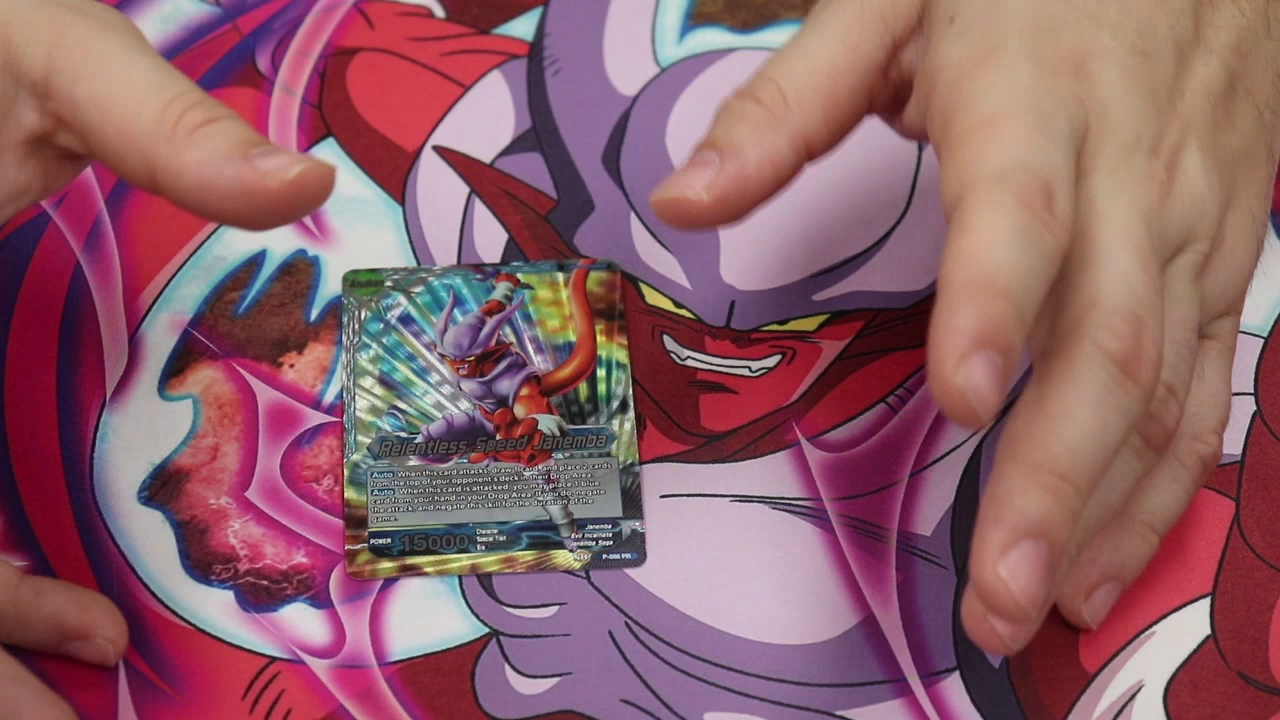 Awaken
Relentless Speed Janemba
Auto When this card attacks, draw 1 card, and place 2 cards
from the top of your opponent's deck in their Drop Area.
Auto When this card is attacked, you may place 1 blue
card from your hand in your Drop Area. If you do, negate
the attack, and negate this skill for the duration of the
game.
POWER 15000
Character Janemba
Special Trait Evil Incarnate
Era Janemba Saga
P-086 PR